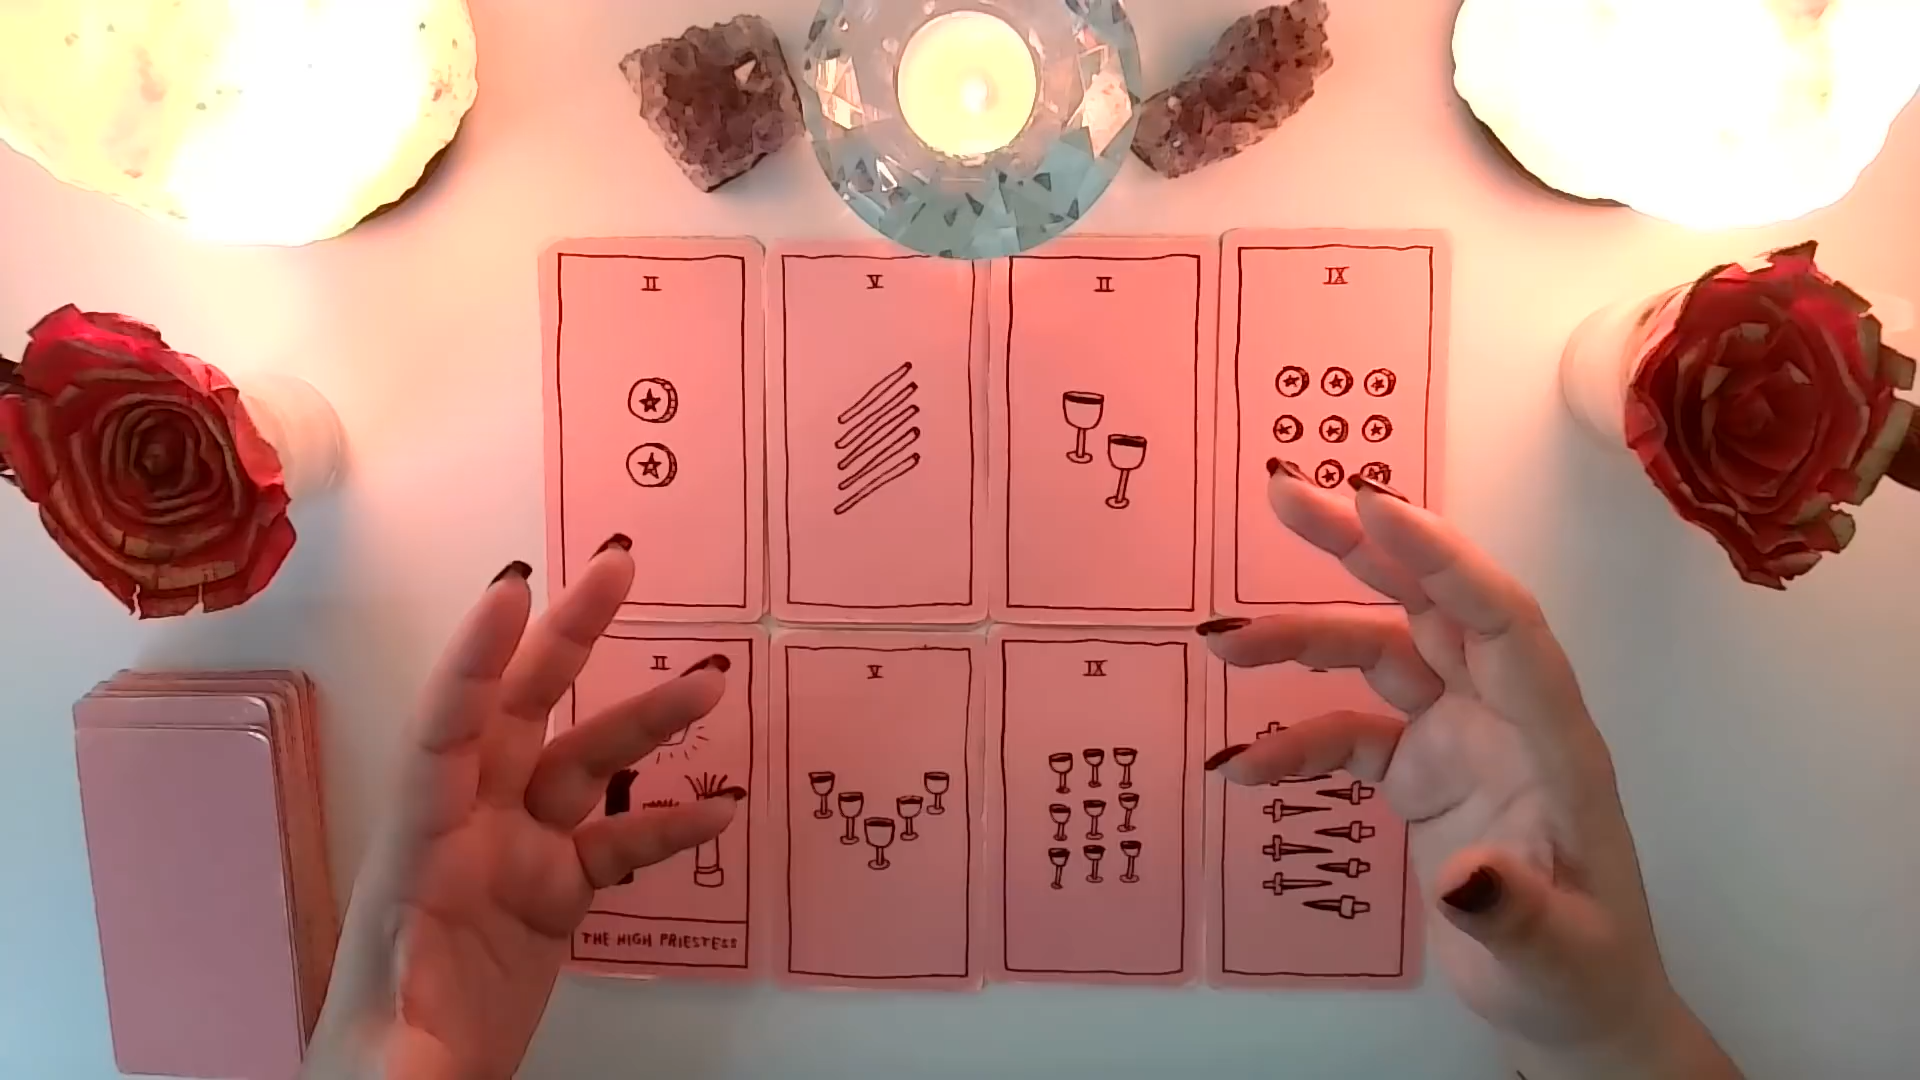 II
V
II
IX
II
V
IX
THE HIGH PRIESTESS